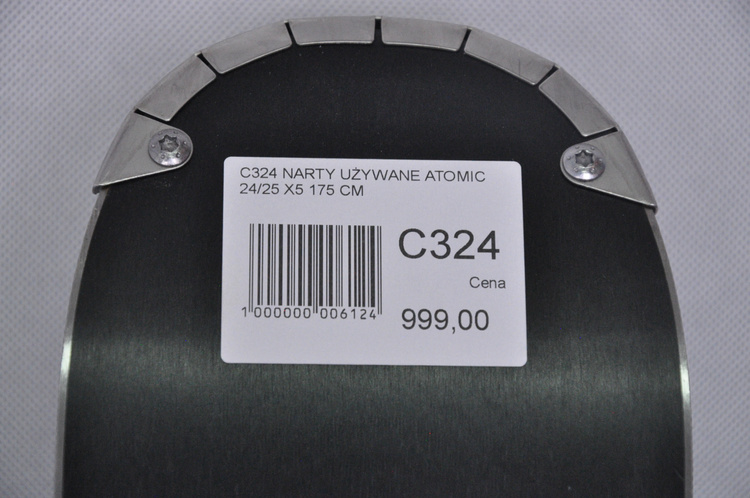 C324 NARTY UŻYWANE ATOMIC
24/25 X5 175 CM
C324
Cena
999,00
1 000000 006124